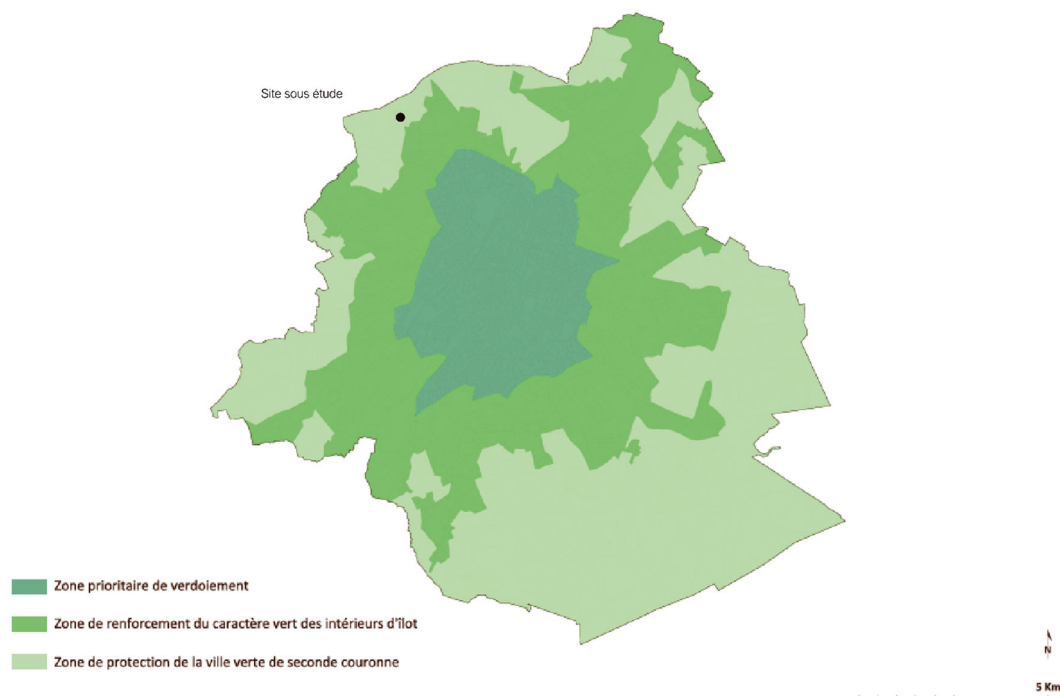 Site sous étude
Zone prioritaire de verdoiement
Zone de renforcement du caractère vert des intérieurs d'îlot
Zone de protection de la ville verte de seconde couronne
N
5 Km